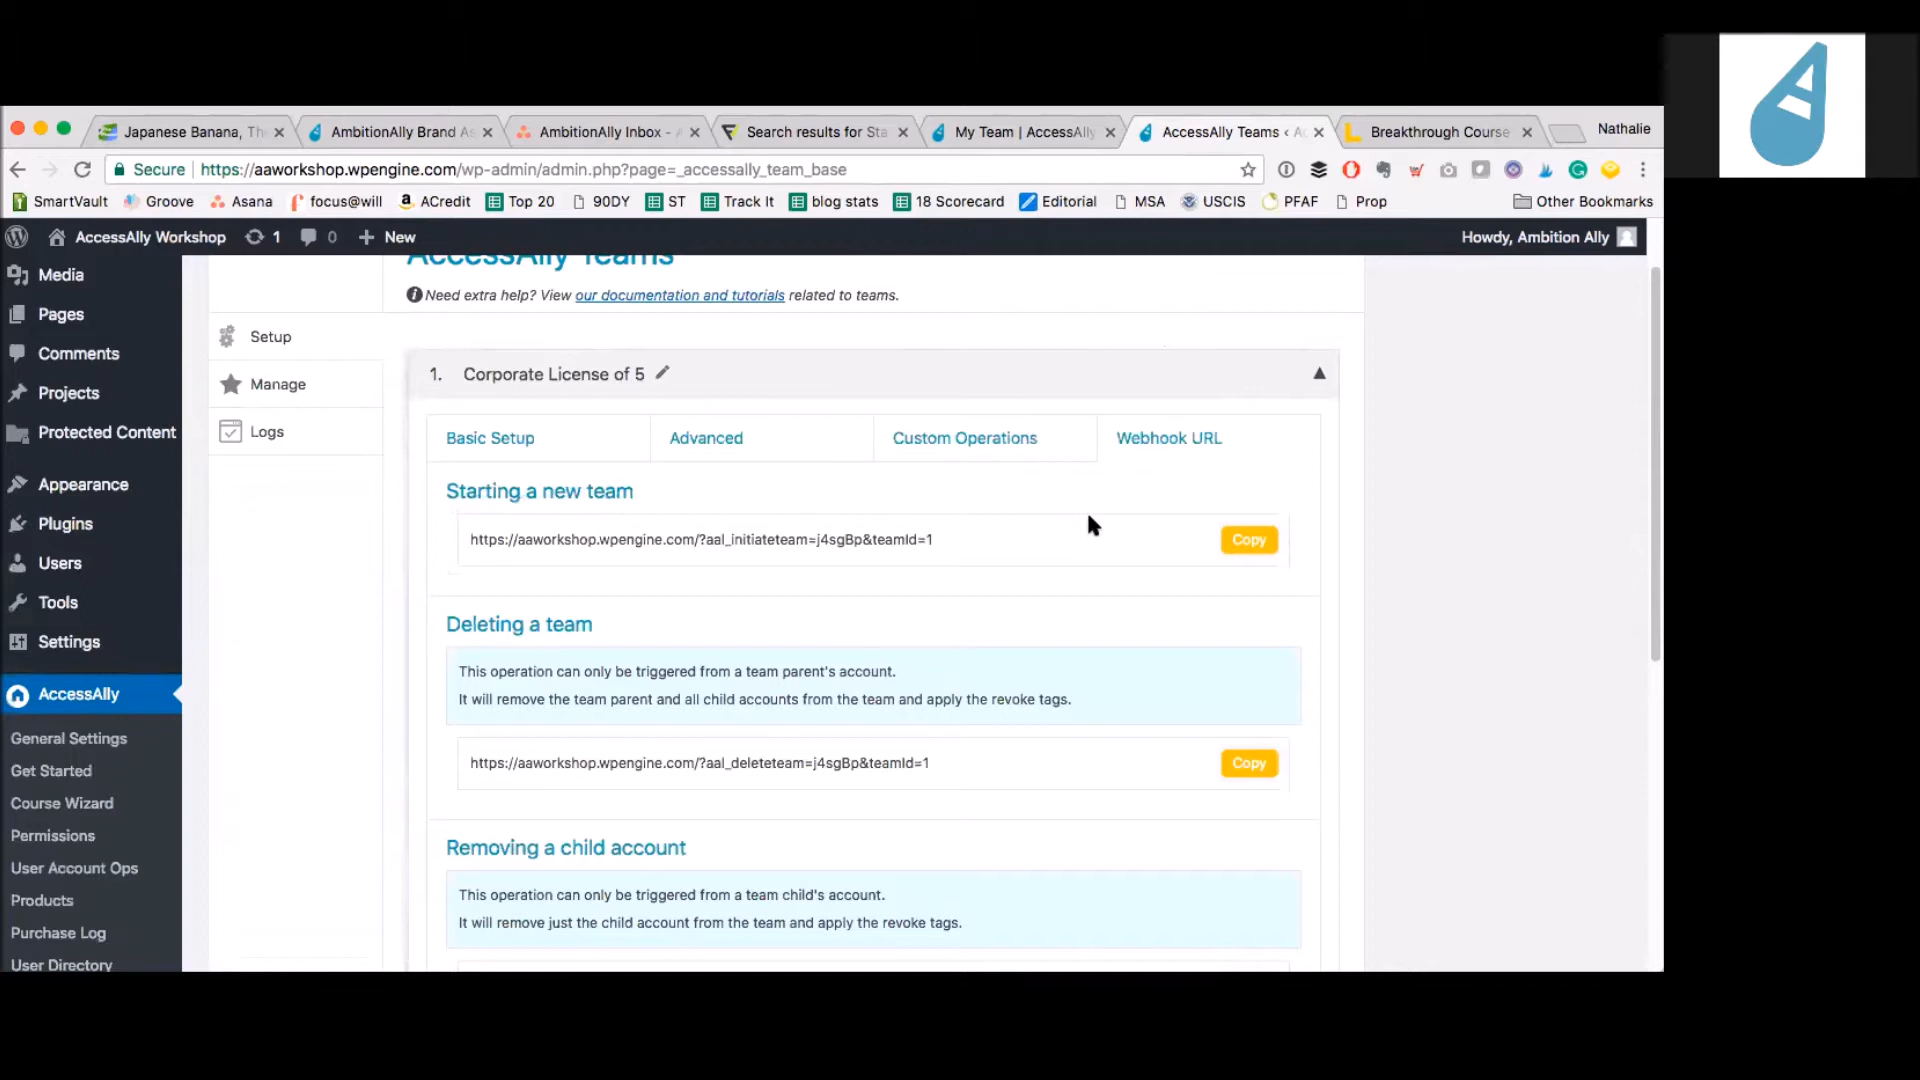 Japanese Banana, The
AmbitionAlly Brand As
AmbitionAlly Inbox - A
Search results for Sta
My Team | AccessAlly
AccessAlly Teams ‹ Ac
Breakthrough Course
Nathalie
Secure
https://aaworkshop.wpengine.com/wp-admin/admin.php?page=_accessally_team_base
SmartVault
Groove
Asana
focus@will
ACredit
Top 20
90DY
ST
Track It
blog stats
18 Scorecard
Editorial
MSA
USCIS
PFAF
Prop
Other Bookmarks
AccessAlly Workshop
1
0
New
Howdy, Ambition Ally
Media
Pages
Comments
Projects
Protected Content
Appearance
Plugins
Users
Tools
Settings
AccessAlly
General Settings
Get Started
Course Wizard
Permissions
User Account Ops
Products
Purchase Log
User Directory
Setup
Manage
Logs
AccessAlly Teams
Need extra help? View our documentation and tutorials related to teams.
1. Corporate License of 5
Basic Setup
Advanced
Custom Operations
Webhook URL
Starting a new team
https://aaworkshop.wpengine.com/?aal_initiateteam=j4sgBp&teamId=1
Copy
Deleting a team
This operation can only be triggered from a team parent's account.
It will remove the team parent and all child accounts from the team and apply the revoke tags.
https://aaworkshop.wpengine.com/?aal_deleteteam=j4sgBp&teamId=1
Copy
Removing a child account
This operation can only be triggered from a team child's account.
It will remove just the child account from the team and apply the revoke tags.